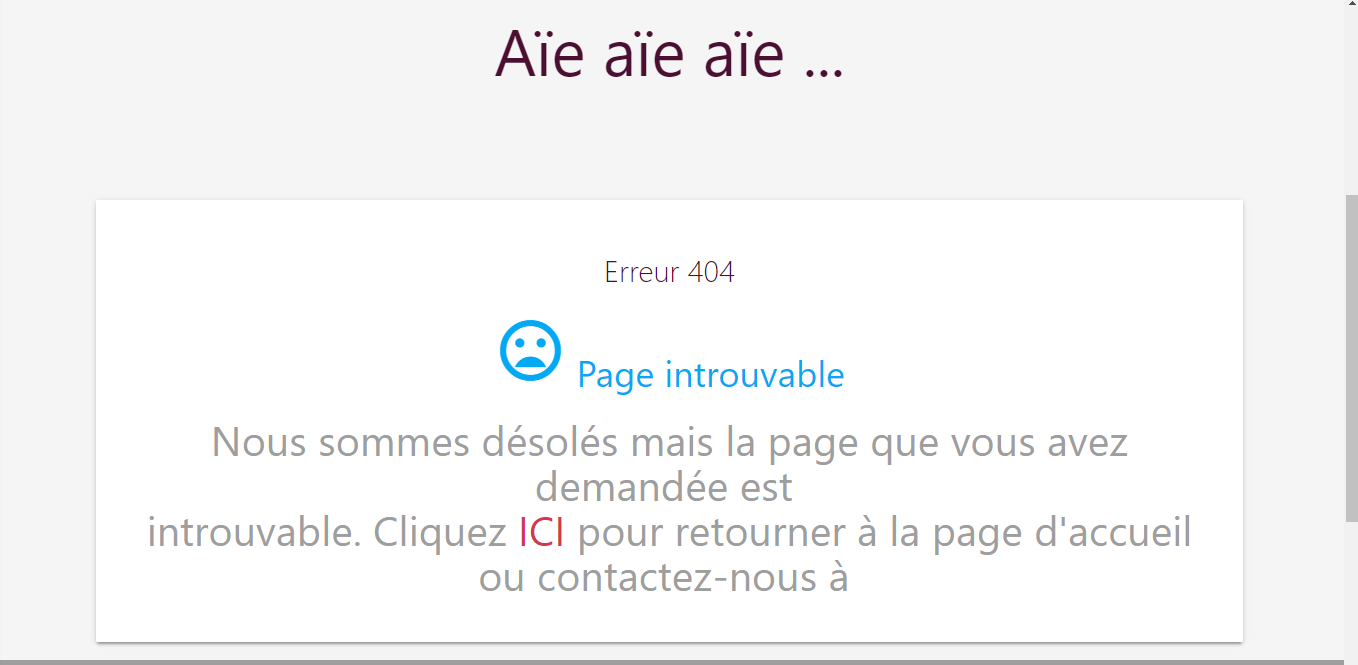 Aïe aïe aïe ...
Erreur 404
Page introuvable
Nous sommes désolés mais la page que vous avez
demandée est
introuvable. Cliquez ICI pour retourner à la page d'accueil
ou contactez-nous à